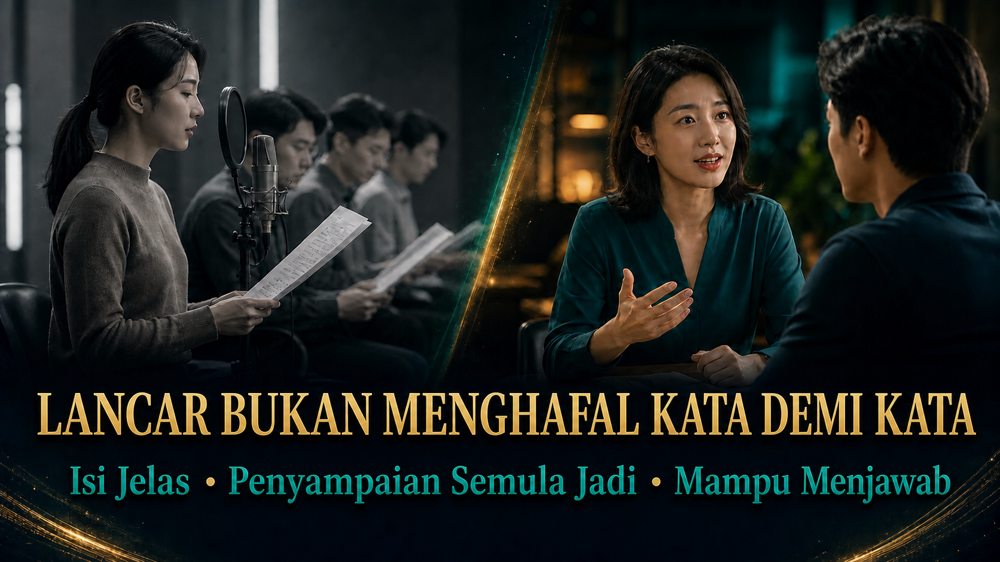 LANCAR BUKAN MENGHAFAL KATA DEMI KATA
Isi Jelas • Penyampaian Semula Jadi • Mampu Menjawab